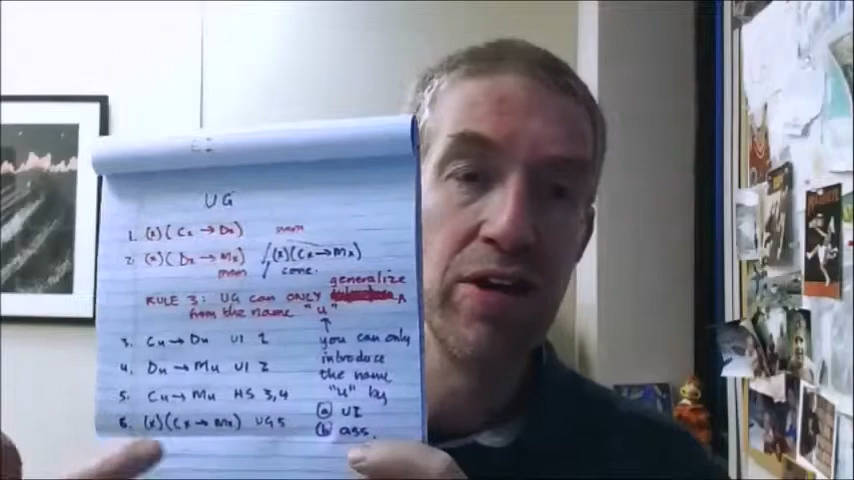 UG
1. (x)(Cx → Dx) mam
2. (x)(Dx → Mx) /(x)(Cx → Mx)
mam conc.
RULE 3: UG can ONLY generalize
from the name "u"
3. Cu → Du UI 1
4. Du → Mu UI 2
5. Cu → Mu HS 3,4
6. (x)(Cx → Mx) UG 5
you can only
introduce
the name
"u" by
(a) UI
(b) ass.